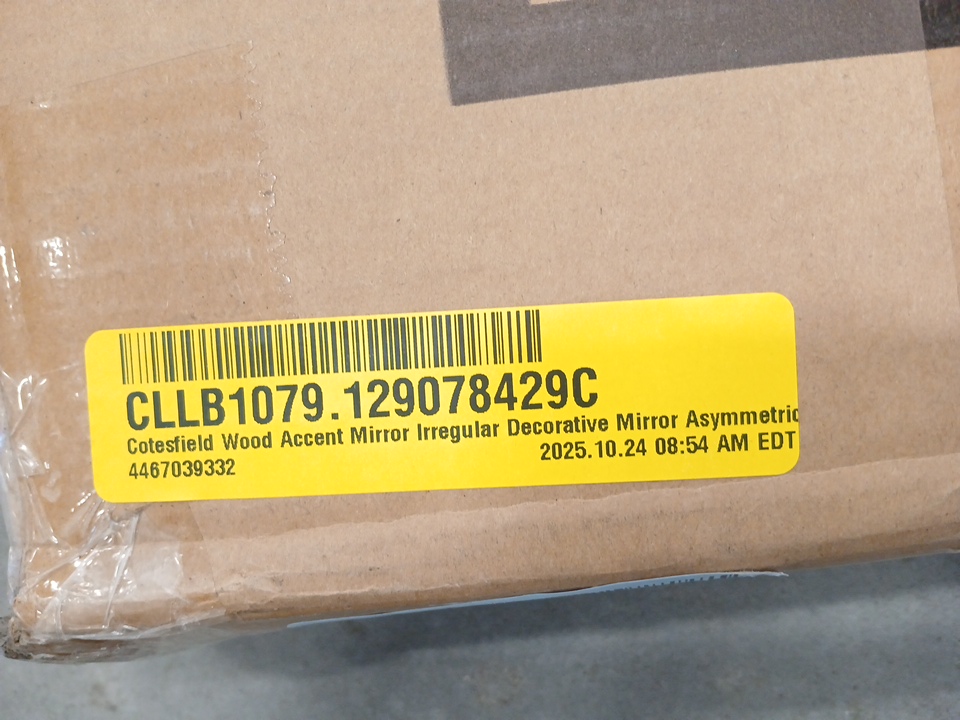 CLLB1079.129078429C
Cotesfield Wood Accent Mirror Irregular Decorative Mirror Asymmetric
2025.10.24 08:54 AM EDT
4467039332